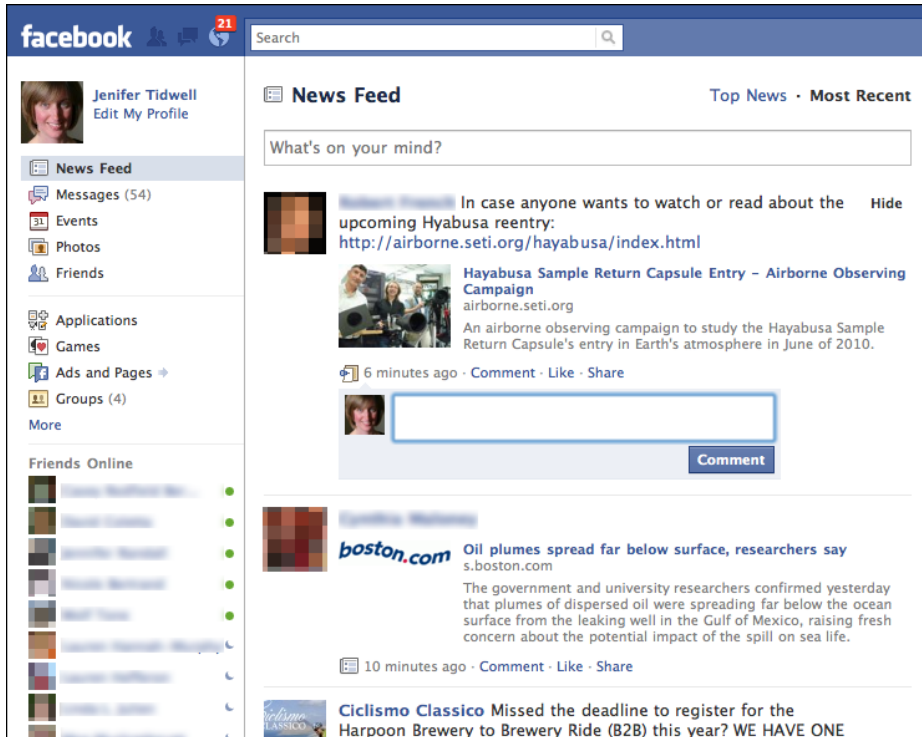 facebook
21
Search
Jenifer Tidwell
Edit My Profile
News Feed
Messages (54)
Events
Photos
Friends
Applications
Games
Ads and Pages
Groups (4)
More
Friends Online
News Feed
Top News · Most Recent
What's on your mind?
In case anyone wants to watch or read about the
Hide
upcoming Hyabusa reentry:
http://airborne.seti.org/hayabusa/index.html
Hayabusa Sample Return Capsule Entry – Airborne Observing
Campaign
airborne.seti.org
An airborne observing campaign to study the Hayabusa Sample
Return Capsule's entry in Earth's atmosphere in June of 2010.
6 minutes ago · Comment · Like · Share
Comment
boston.com
Oil plumes spread far below surface, researchers say
s.boston.com
The government and university researchers confirmed yesterday
that plumes of dispersed oil were spreading far below the ocean
surface from the leaking well in the Gulf of Mexico, raising fresh
concern about the potential impact of the spill on sea life.
10 minutes ago · Comment · Like · Share
Ciclismo Classico Missed the deadline to register for the
Harpoon Brewery to Brewery Ride (B2B) this year? WE HAVE ONE